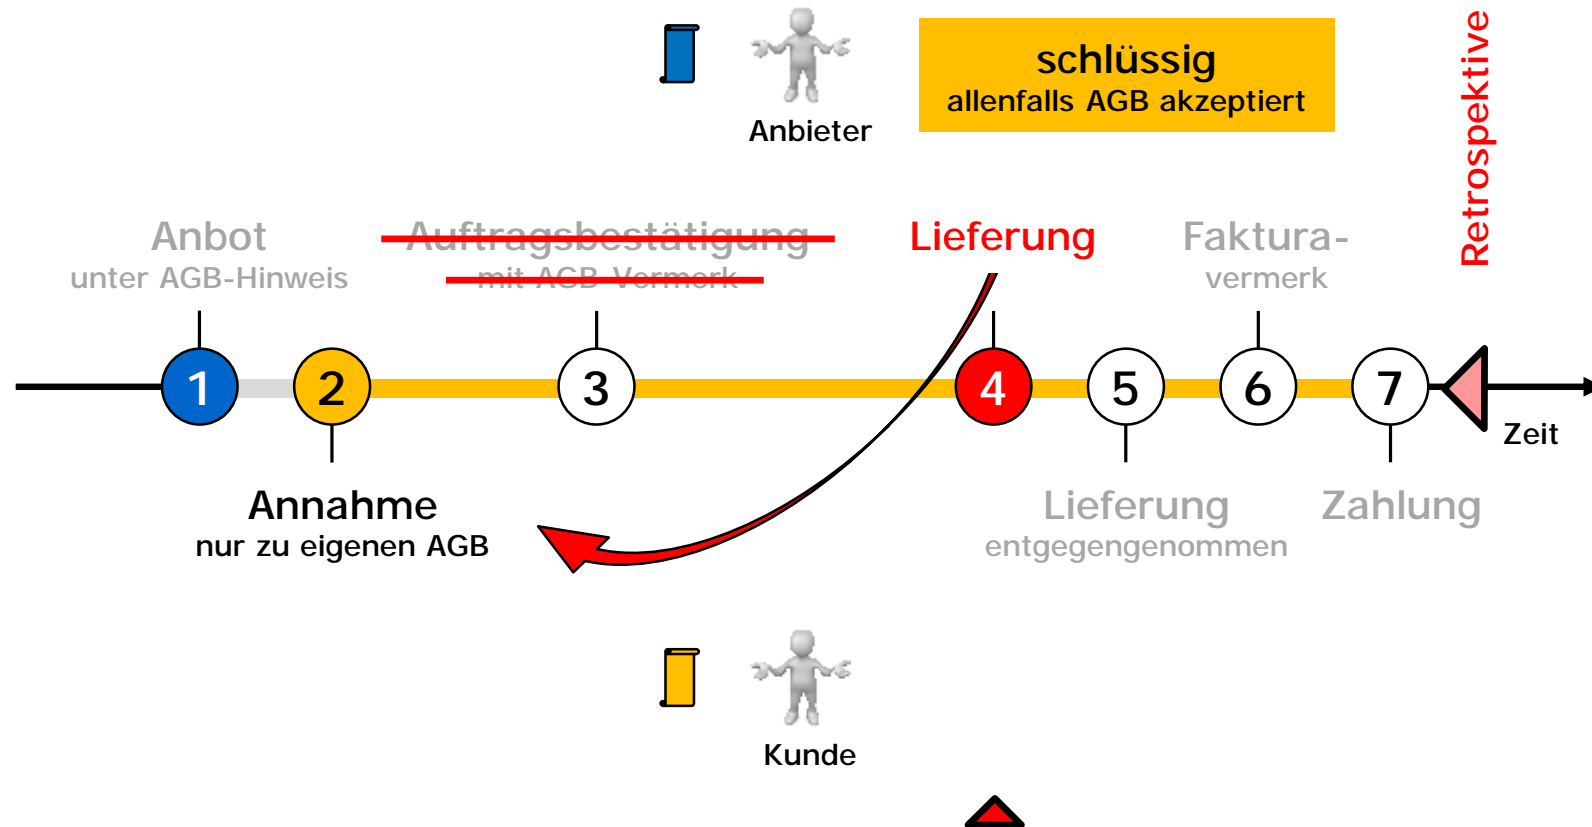 schlüssig
allenfalls AGB akzeptiert
Anbieter
Retrospektive
Anbot
unter AGB-Hinweis
Auftragsbestätigung
mit AGB-Vermerk
Lieferung
Faktura-
vermerk
1
2
3
4
5
6
7
Zeit
Annahme
nur zu eigenen AGB
Lieferung
entgegengenommen
Zahlung
Kunde